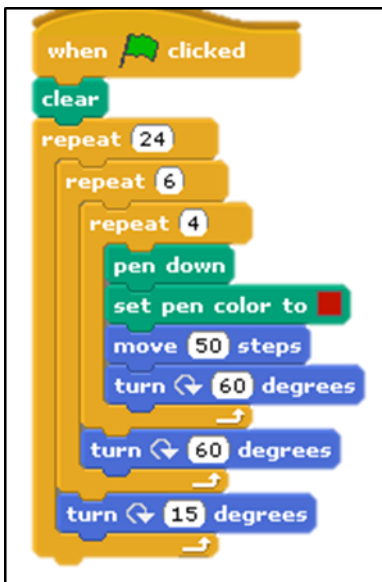 when clicked
clear
repeat 24
repeat 6
repeat 4
pen down
set pen color to
move 50 steps
turn 60 degrees
turn 60 degrees
turn 15 degrees